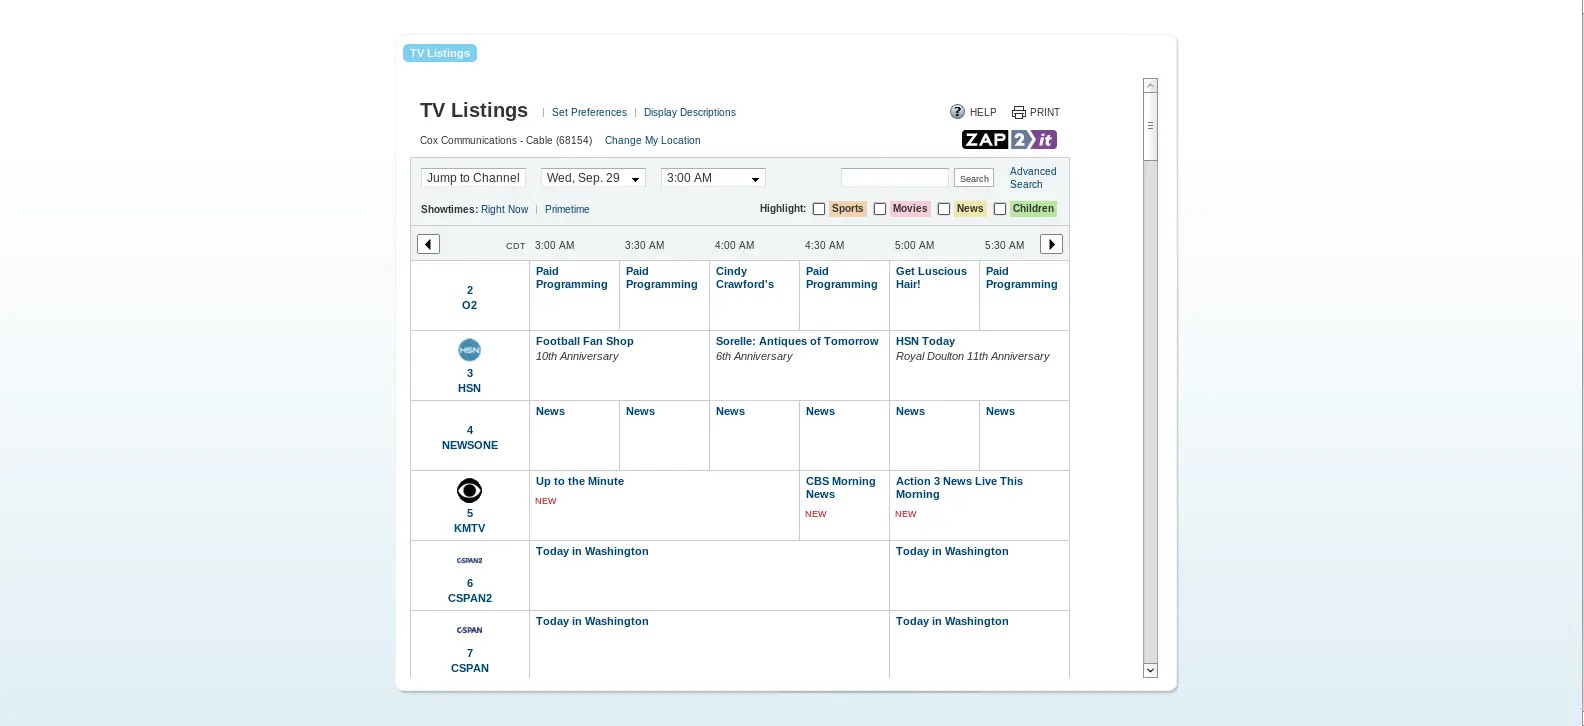 TV Listings
TV Listings | Set Preferences | Display Descriptions
? HELP PRINT
Cox Communications - Cable (68154) Change My Location
ZAP 2 it
Jump to Channel Wed, Sep. 29 3:00 AM Search Advanced
Search
Showtimes: Right Now | Primetime Highlight: Sports Movies News Children
CDT 3:00 AM 3:30 AM 4:00 AM 4:30 AM 5:00 AM 5:30 AM
2
O2
Paid
Programming
Paid
Programming
Cindy
Crawford's
Paid
Programming
Get Luscious
Hair!
Paid
Programming
HSN
3
HSN
Football Fan Shop
10th Anniversary
Sorelle: Antiques of Tomorrow
6th Anniversary
HSN Today
Royal Doulton 11th Anniversary
4
NEWSONE
News
News
News
News
News
News
5
KMTV
Up to the Minute
NEW
CBS Morning
News
NEW
Action 3 News Live This
Morning
NEW
C-SPAN2
6
CSPAN2
Today in Washington
Today in Washington
C-SPAN
7
CSPAN
Today in Washington
Today in Washington